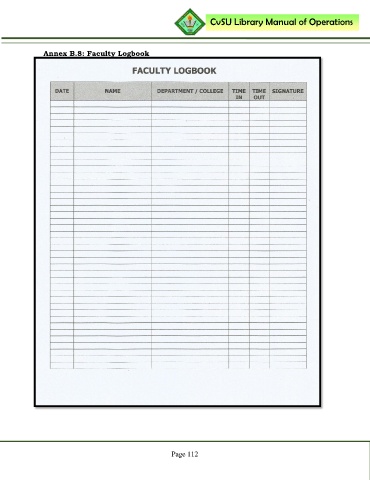 CvSU Library Manual of Operations
Annex B.8: Faculty Logbook
FACULTY LOGBOOK
DATE NAME DEPARTMENT / COLLEGE TIME IN TIME OUT SIGNATURE
Page 112